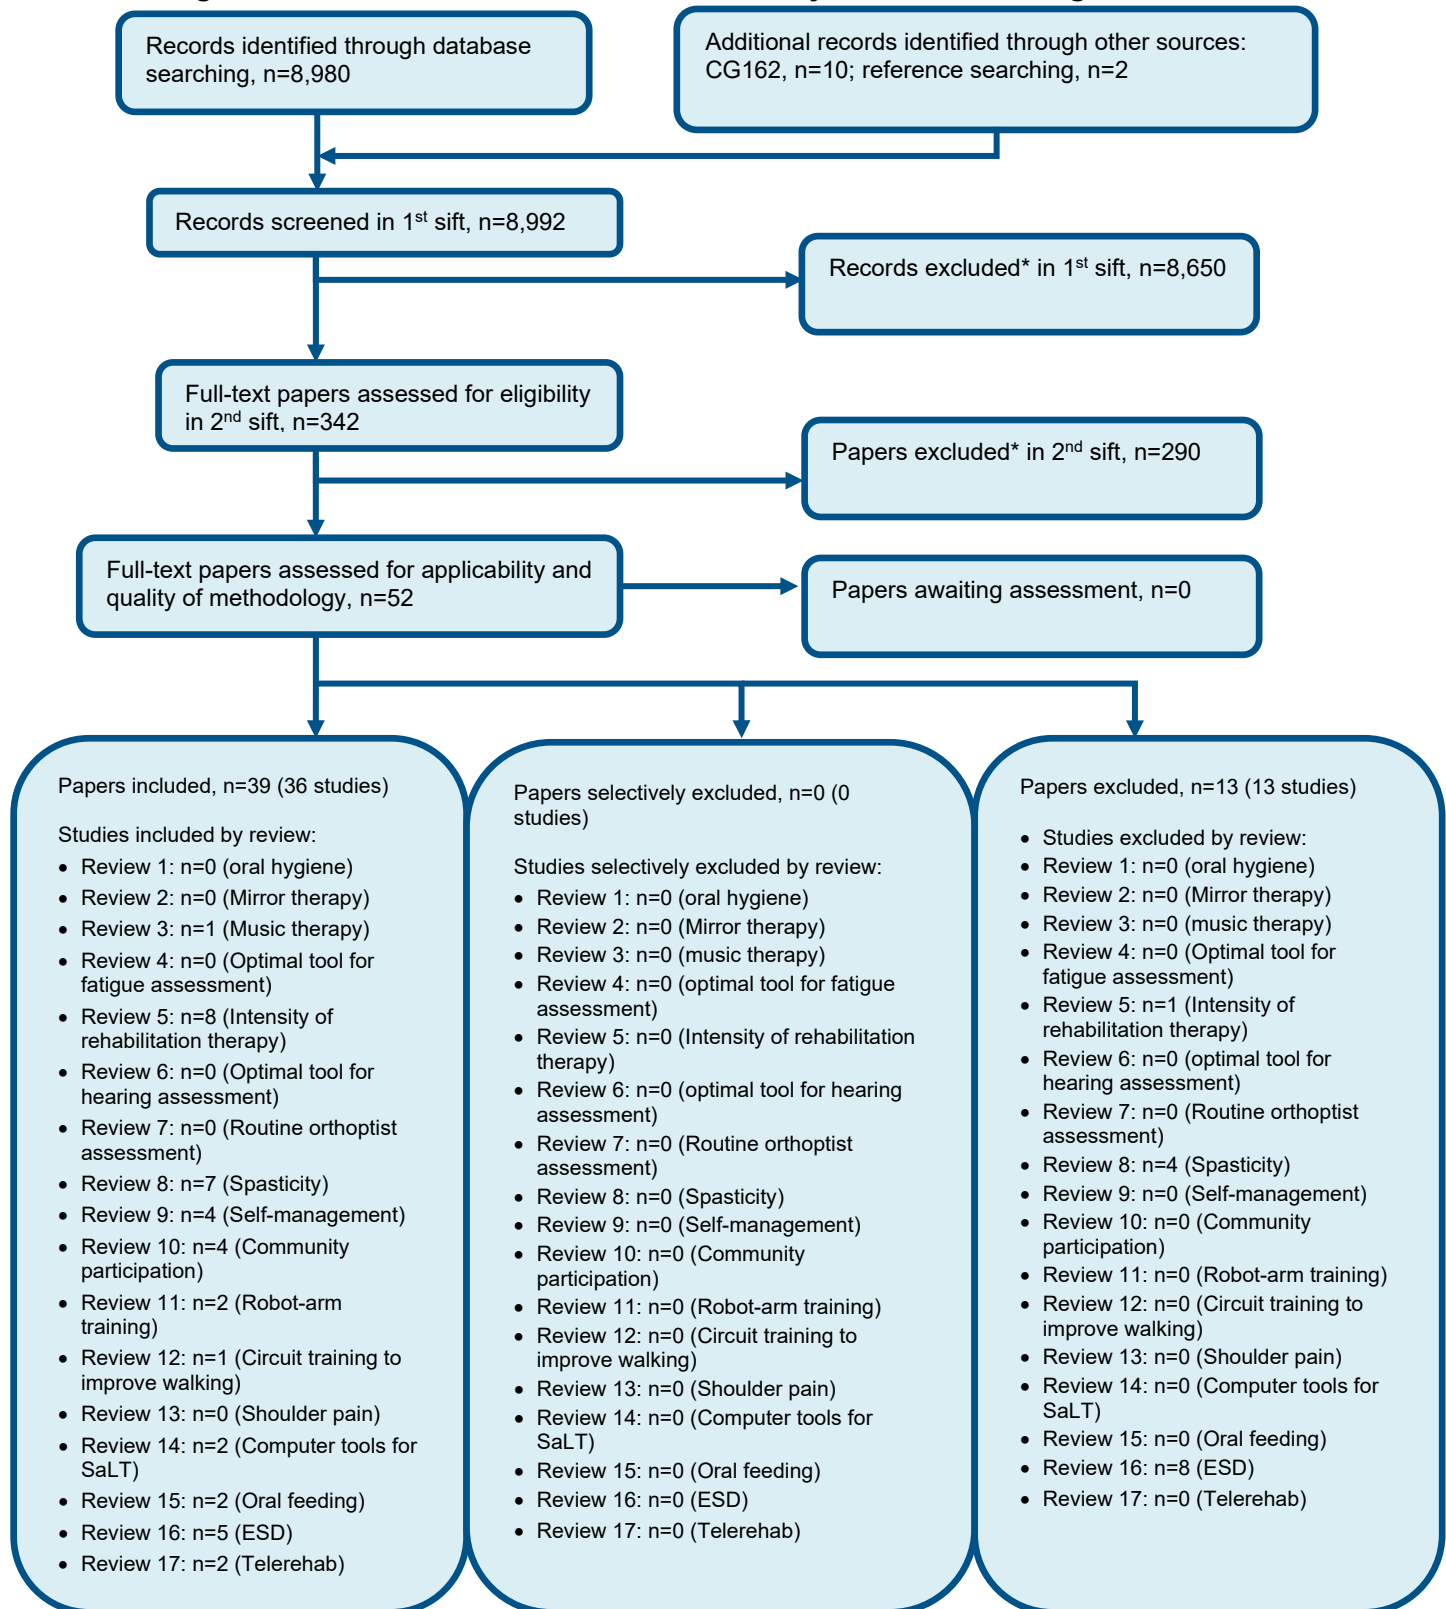 Records identified through database
searching, n=8,980
Additional records identified through other sources:
CG162, n=10; reference searching, n=2
Records screened in 1st sift, n=8,992
Records excluded* in 1st sift, n=8,650
Full-text papers assessed for eligibility
in 2nd sift, n=342
Papers excluded* in 2nd sift, n=290
Full-text papers assessed for applicability and
quality of methodology, n=52
Papers awaiting assessment, n=0
Papers included, n=39 (36 studies)
Studies included by review:
• Review 1: n=0 (oral hygiene)
• Review 2: n=0 (Mirror therapy)
• Review 3: n=1 (Music therapy)
• Review 4: n=0 (Optimal tool for
fatigue assessment)
• Review 5: n=8 (Intensity of
rehabilitation therapy)
• Review 6: n=0 (Optimal tool for
hearing assessment)
• Review 7: n=0 (Routine orthoptist
assessment)
• Review 8: n=7 (Spasticity)
• Review 9: n=4 (Self-management)
• Review 10: n=4 (Community
participation)
• Review 11: n=2 (Robot-arm
training)
• Review 12: n=1 (Circuit training to
improve walking)
• Review 13: n=0 (Shoulder pain)
• Review 14: n=2 (Computer tools for
SaLT)
• Review 15: n=2 (Oral feeding)
• Review 16: n=5 (ESD)
• Review 17: n=2 (Telerehab)
Papers selectively excluded, n=0 (0
studies)
Studies selectively excluded by review:
• Review 1: n=0 (oral hygiene)
• Review 2: n=0 (Mirror therapy)
• Review 3: n=0 (music therapy)
• Review 4: n=0 (optimal tool for fatigue
assessment)
• Review 5: n=0 (Intensity of rehabilitation
therapy)
• Review 6: n=0 (optimal tool for hearing
assessment)
• Review 7: n=0 (Routine orthoptist
assessment)
• Review 8: n=0 (Spasticity)
• Review 9: n=0 (Self-management)
• Review 10: n=0 (Community
participation)
• Review 11: n=0 (Robot-arm training)
• Review 12: n=0 (Circuit training to
improve walking)
• Review 13: n=0 (Shoulder pain)
• Review 14: n=0 (Computer tools for
SaLT)
• Review 15: n=0 (Oral feeding)
• Review 16: n=0 (ESD)
• Review 17: n=0 (Telerehab)
Papers excluded, n=13 (13 studies)
• Studies excluded by review:
• Review 1: n=0 (oral hygiene)
• Review 2: n=0 (Mirror therapy)
• Review 3: n=0 (music therapy)
• Review 4: n=0 (Optimal tool for
fatigue assessment)
• Review 5: n=1 (Intensity of
rehabilitation therapy)
• Review 6: n=0 (optimal tool for
hearing assessment)
• Review 7: n=0 (Routine orthoptist
assessment)
• Review 8: n=4 (Spasticity)
• Review 9: n=0 (Self-management)
• Review 10: n=0 (Community
participation)
• Review 11: n=0 (Robot-arm training)
• Review 12: n=0 (Circuit training to
improve walking)
• Review 13: n=0 (Shoulder pain)
• Review 14: n=0 (Computer tools for
SaLT)
• Review 15: n=0 (Oral feeding)
• Review 16: n=8 (ESD)
• Review 17: n=0 (Telerehab)